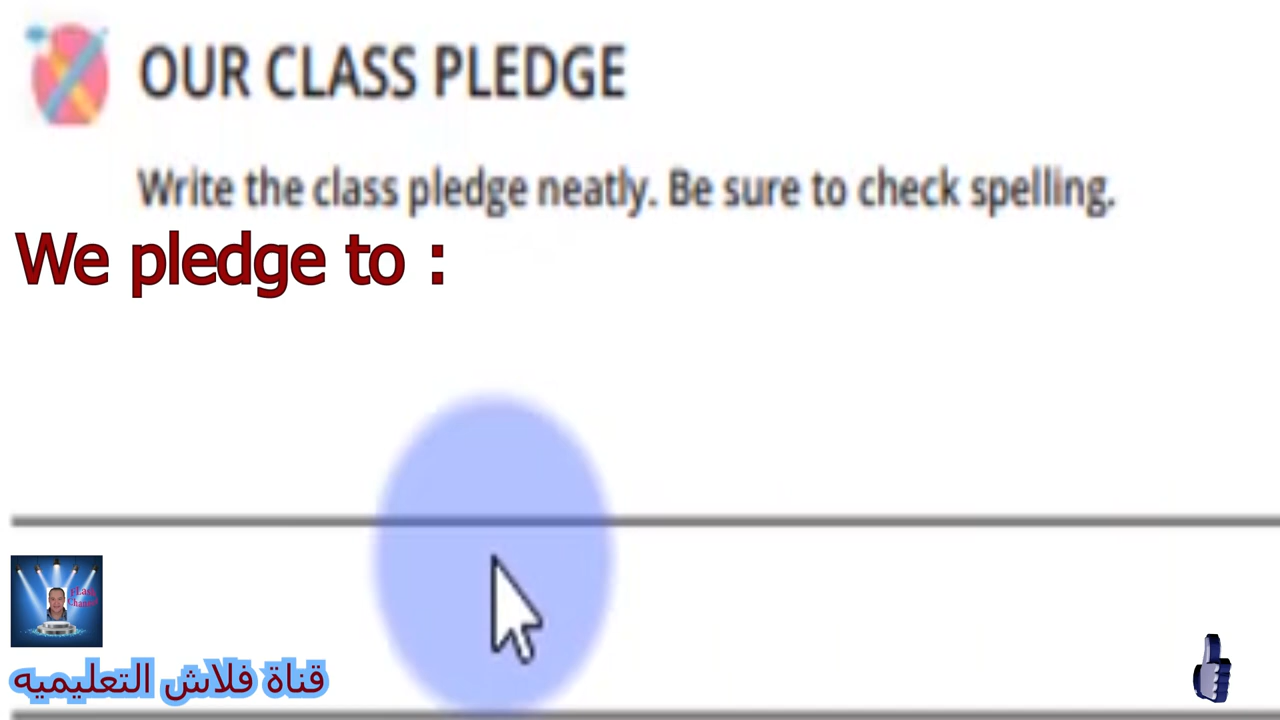 OUR CLASS PLEDGE
Write the class pledge neatly. Be sure to check spelling.
We pledge to :
قناة فلاش التعليميه